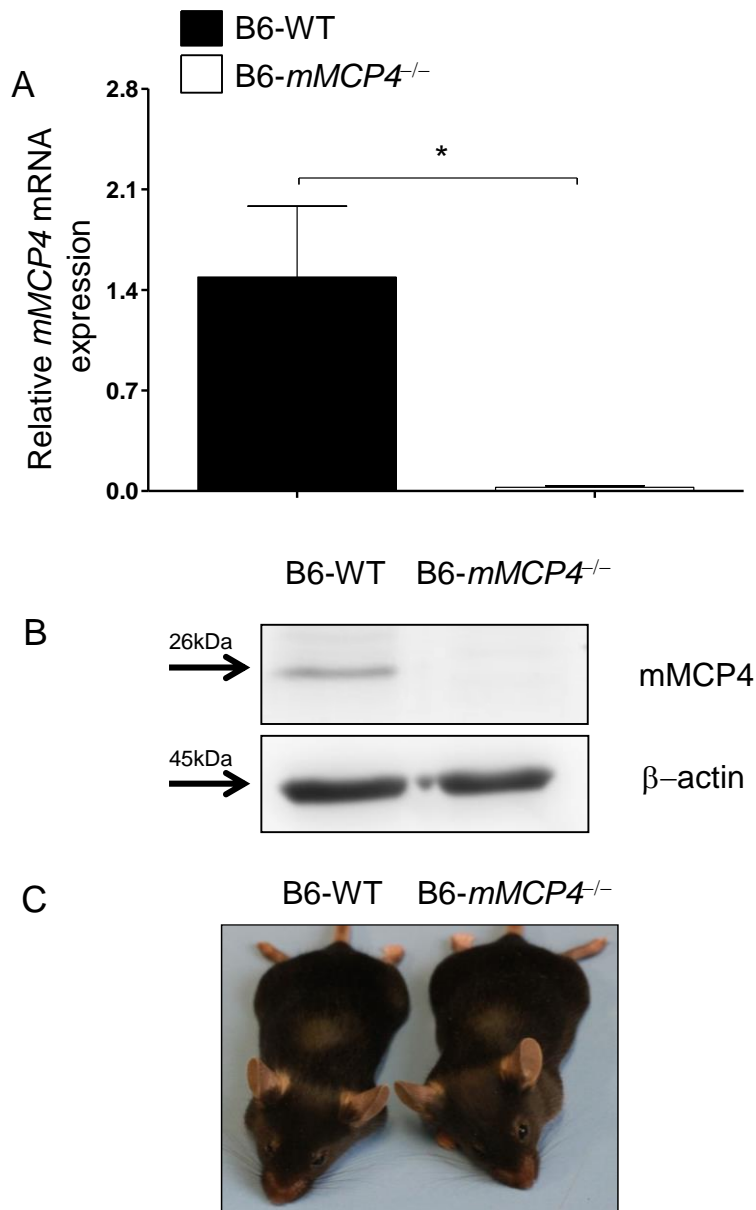 B6-WT
B6-mMCP4–/–
A
Relative mMCP4 mRNA
expression
2.8
2.1
1.4
0.7
0.0
*
B6-WT B6-mMCP4–/–
B
26kDa
mMCP4
45kDa
β–actin
C
B6-WT B6-mMCP4–/–